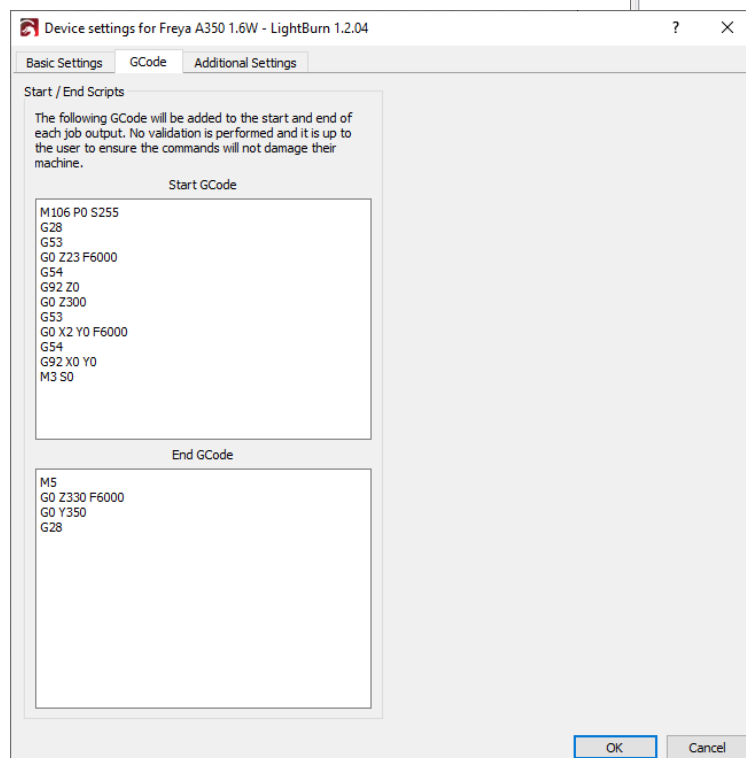 Device settings for Freya A350 1.6W - LightBurn 1.2.04
?
Basic Settings
GCode
Additional Settings
Start / End Scripts
The following GCode will be added to the start and end of
each job output. No validation is performed and it is up to
the user to ensure the commands will not damage their
machine.
Start GCode
M106 P0 S255
G28
G53
G0 Z23 F6000
G54
G92 Z0
G0 Z300
G53
G0 X2 Y0 F6000
G54
G92 X0 Y0
M3 S0
End GCode
M5
G0 Z330 F6000
G0 Y350
G28
OK
Cancel